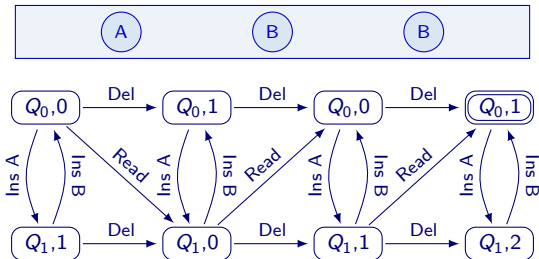 A B B
Q₀,0 Del Q₀,1 Del Q₀,0 Del Q₀,1
Ins A Ins B Read Ins A Ins B Read Ins A Ins B Read Ins A Ins B
Q₁,1 Del Q₁,0 Del Q₁,1 Del Q₁,2